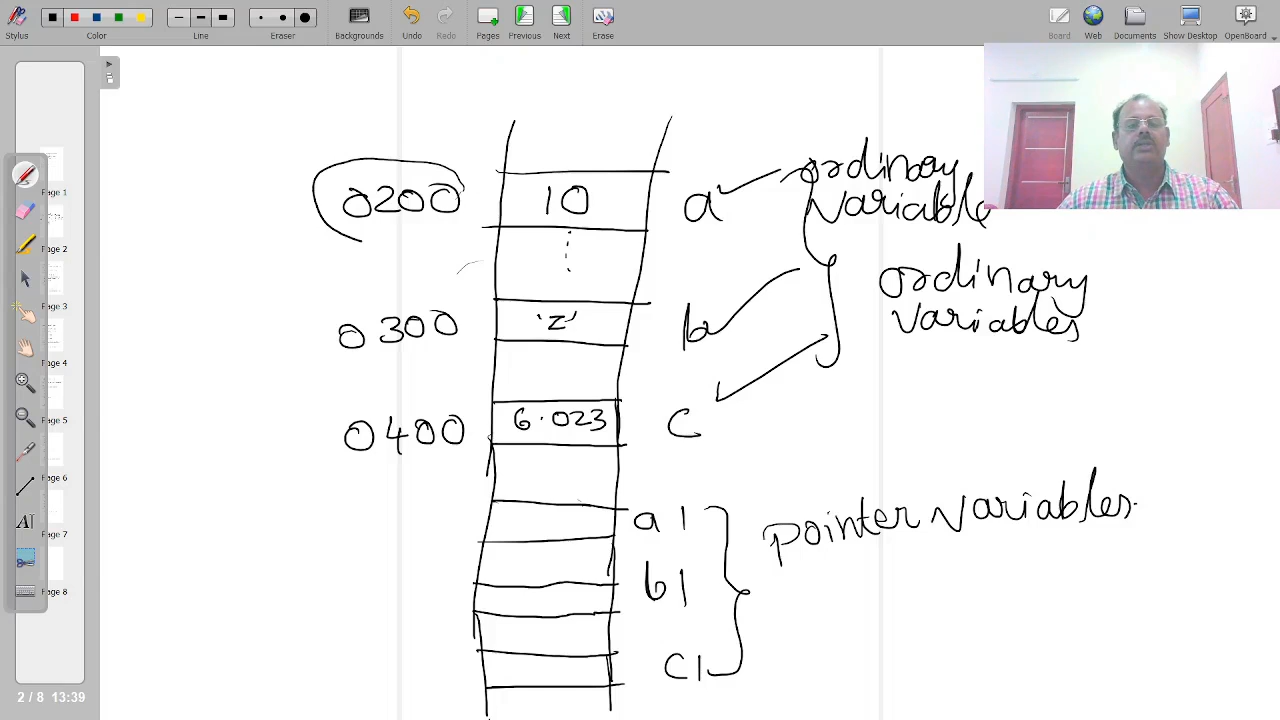 Stylus
Color
Line
Eraser
Backgrounds
Undo
Redo
Pages
Previous
Next
Erase
Board
Web
Documents
Show Desktop
OpenBoard
Page 1
Page 2
Page 3
Page 4
Page 5
Page 6
Page 7
Page 8
2 / 8 13:39
0200 10 a ordinary
variable
ordinary
variables
0300 'z' b
0400 6.023 c
a1
pointer variables.
b1
c1